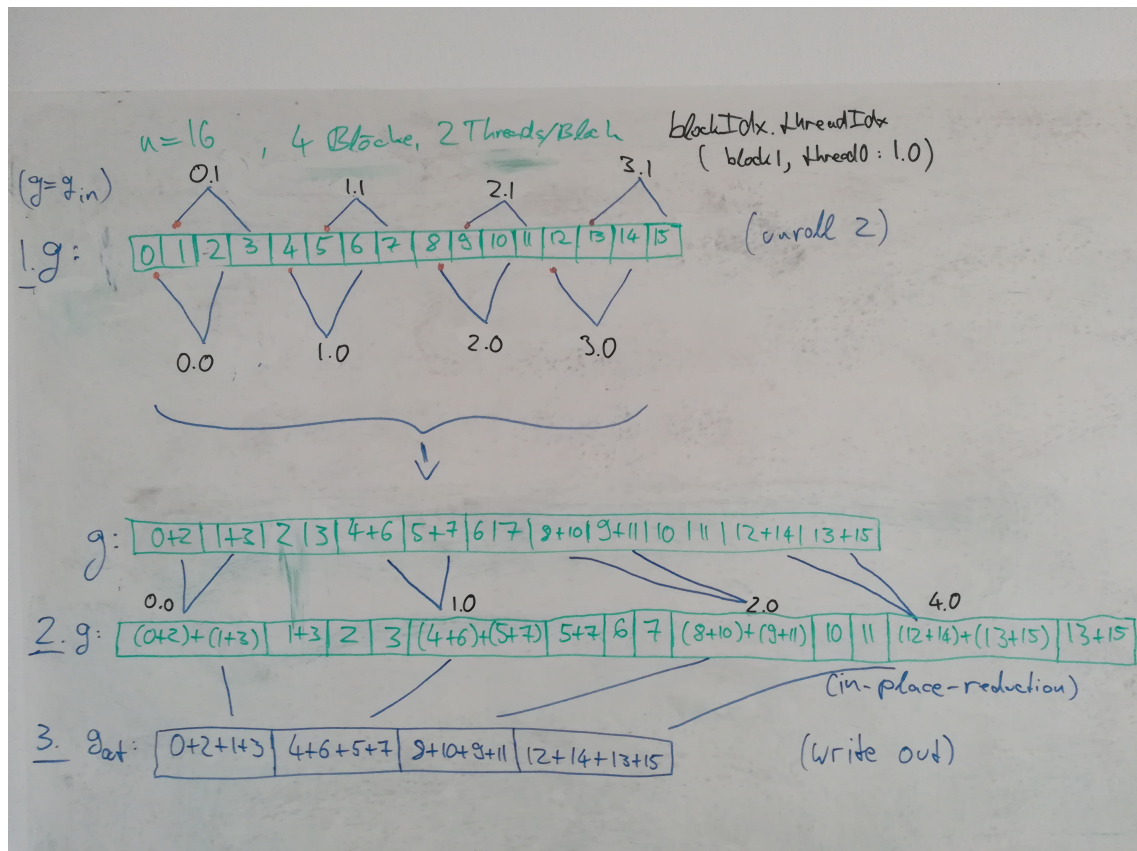 n=16 , 4 Blöcke, 2 Threads/Block
blockIdx.threadIdx
( block1, thread0 : 1.0)
(g=g_in)
0.1 1.1 2.1 3.1
1. g: 0 1 2 3 4 5 6 7 8 9 10 11 12 13 14 15
(unroll 2)
0.0 1.0 2.0 3.0
g: 0+2 | 1+3 | 2 | 3 | 4+6 | 5+7 | 6 | 7 | 8+10 | 9+11 | 10 | 11 | 12+14 | 13+15
0.0 1.0 2.0 4.0
2. g: (0+2)+(1+3) | 1+3 | 2 | 3 | (4+6)+(5+7) | 5+7 | 6 | 7 | (8+10)+(9+11) | 10 | 11 | (12+14)+(13+15) | 13+15
(in-place-reduction)
3. g_out: 0+2+1+3 | 4+6+5+7 | 8+10+9+11 | 12+14+13+15
(write out)